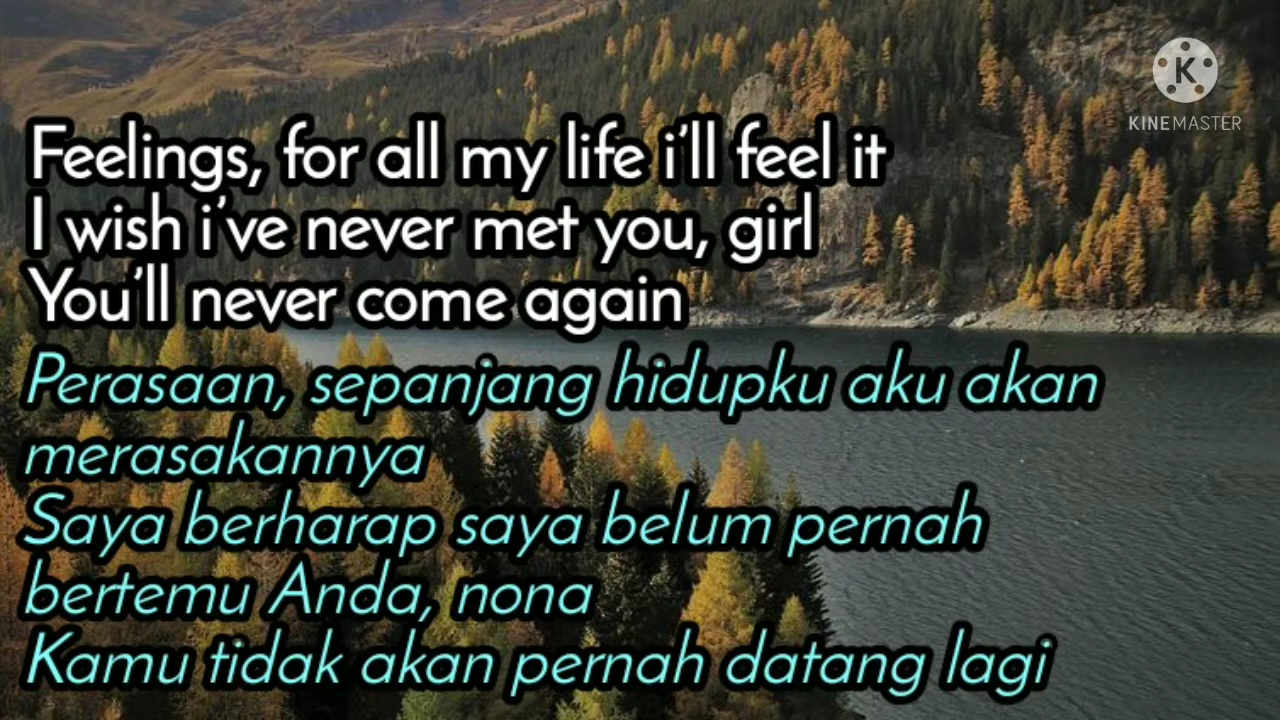 K
KINEMASTER
Feelings, for all my life i'll feel it
I wish i've never met you, girl
You'll never come again
Perasaan, sepanjang hidupku aku akan
merasakannya
Saya berharap saya belum pernah
bertemu Anda, nona
Kamu tidak akan pernah datang lagi